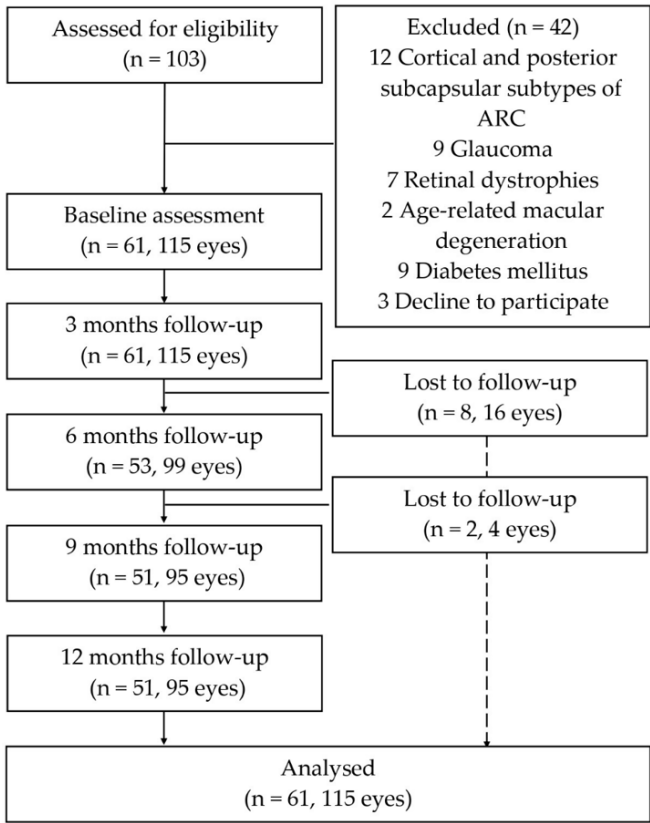 Assessed for eligibility
(n = 103)
Excluded (n = 42)
12 Cortical and posterior
subcapsular subtypes of
ARC
9 Glaucoma
7 Retinal dystrophies
2 Age-related macular
degeneration
9 Diabetes mellitus
3 Decline to participate
Baseline assessment
(n = 61, 115 eyes)
3 months follow-up
(n = 61, 115 eyes)
Lost to follow-up
(n = 8, 16 eyes)
6 months follow-up
(n = 53, 99 eyes)
Lost to follow-up
(n = 2, 4 eyes)
9 months follow-up
(n = 51, 95 eyes)
12 months follow-up
(n = 51, 95 eyes)
Analysed
(n = 61, 115 eyes)